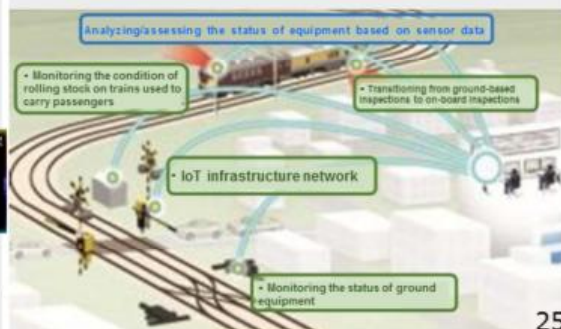 Analyzing/assessing the status of equipment based on sensor data
• Monitoring the condition of
rolling stock on trains used to
carry passengers
• Transitioning from ground-based
inspections to on-board inspections
• IoT infrastructure network
• Monitoring the status of ground
equipment
25